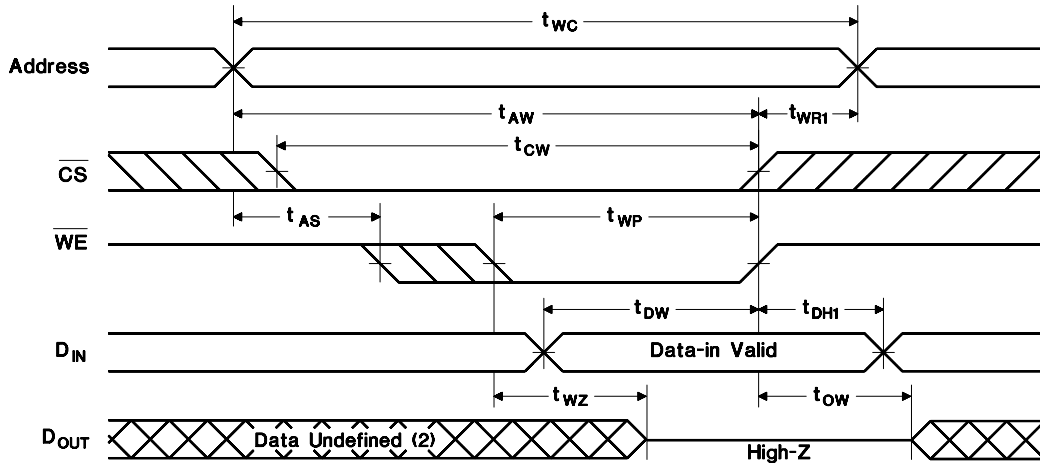 tWC
Address
tAW
tWR1
tCW
CS
tAS
tWP
WE
tDW
tDH1
DIN
Data-in Valid
tWZ
tOW
DOUT
Data Undefined (2)
High-Z